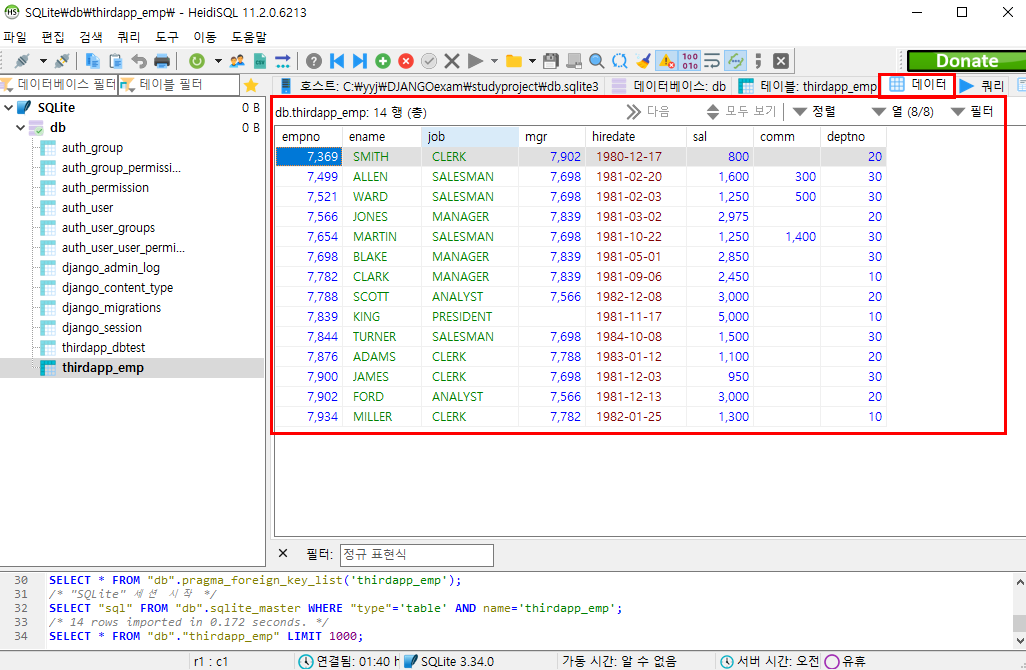 SQLite₩db₩thirdapp_emp₩ - HeidiSQL 11.2.0.6213
파일 편집 검색 쿼리 도구 이동 도움말
Donate
데이터베이스 필터 테이블 필터 호스트: C:₩yyj₩DJANGOexam₩studyproject₩db.sqlite3 데이터베이스: db 테이블: thirdapp_emp 데이터 쿼리
SQLite 0 B
db 0 B
auth_group
auth_group_permissi...
auth_permission
auth_user
auth_user_groups
auth_user_user_permi...
django_admin_log
django_content_type
django_migrations
django_session
thirdapp_dbtest
thirdapp_emp
db.thirdapp_emp: 14 행 (총) 다음 모두 보기 정렬 열 (8/8) 필터
empno ename job mgr hiredate sal comm deptno
7,369 SMITH CLERK 7,902 1980-12-17 800 20
7,499 ALLEN SALESMAN 7,698 1981-02-20 1,600 300 30
7,521 WARD SALESMAN 7,698 1981-02-03 1,250 500 30
7,566 JONES MANAGER 7,839 1981-03-02 2,975 20
7,654 MARTIN SALESMAN 7,698 1981-10-22 1,250 1,400 30
7,698 BLAKE MANAGER 7,839 1981-05-01 2,850 30
7,782 CLARK MANAGER 7,839 1981-09-06 2,450 10
7,788 SCOTT ANALYST 7,566 1982-12-08 3,000 20
7,839 KING PRESIDENT 1981-11-17 5,000 10
7,844 TURNER SALESMAN 7,698 1984-10-08 1,500 30
7,876 ADAMS CLERK 7,788 1983-01-12 1,100 20
7,900 JAMES CLERK 7,698 1981-12-03 950 30
7,902 FORD ANALYST 7,566 1981-12-13 3,000 20
7,934 MILLER CLERK 7,782 1982-01-25 1,300 10
필터: 정규 표현식
30 SELECT * FROM "db".pragma_foreign_key_list('thirdapp_emp');
31 /* "SQLite" 세션 시작 */
32 SELECT "sql" FROM "db".sqlite_master WHERE "type"='table' AND name='thirdapp_emp';
33 /* 14 rows imported in 0.172 seconds. */
34 SELECT * FROM "db"."thirdapp_emp" LIMIT 1000;
r1 : c1 연결됨: 01:40 h SQLite 3.34.0 가동 시간: 알 수 없음 서버 시간: 오전 유휴